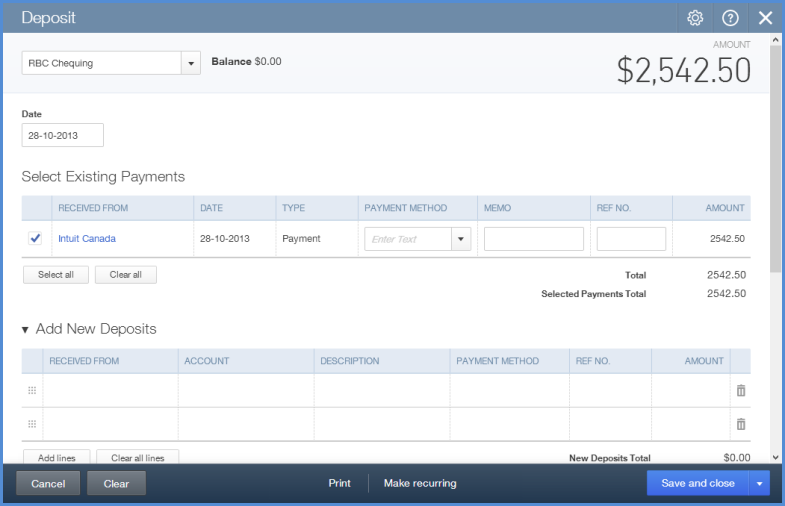 Deposit
AMOUNT
RBC Chequing Balance $0.00 $2,542.50
Date
28-10-2013
Select Existing Payments
RECEIVED FROM DATE TYPE PAYMENT METHOD MEMO REF NO. AMOUNT
Intuit Canada 28-10-2013 Payment Enter Text 2542.50
Select all Clear all Total 2542.50
Selected Payments Total 2542.50
Add New Deposits
RECEIVED FROM ACCOUNT DESCRIPTION PAYMENT METHOD REF NO. AMOUNT
Add lines Clear all lines New Deposits Total $0.00
Cancel Clear Print Make recurring Save and close